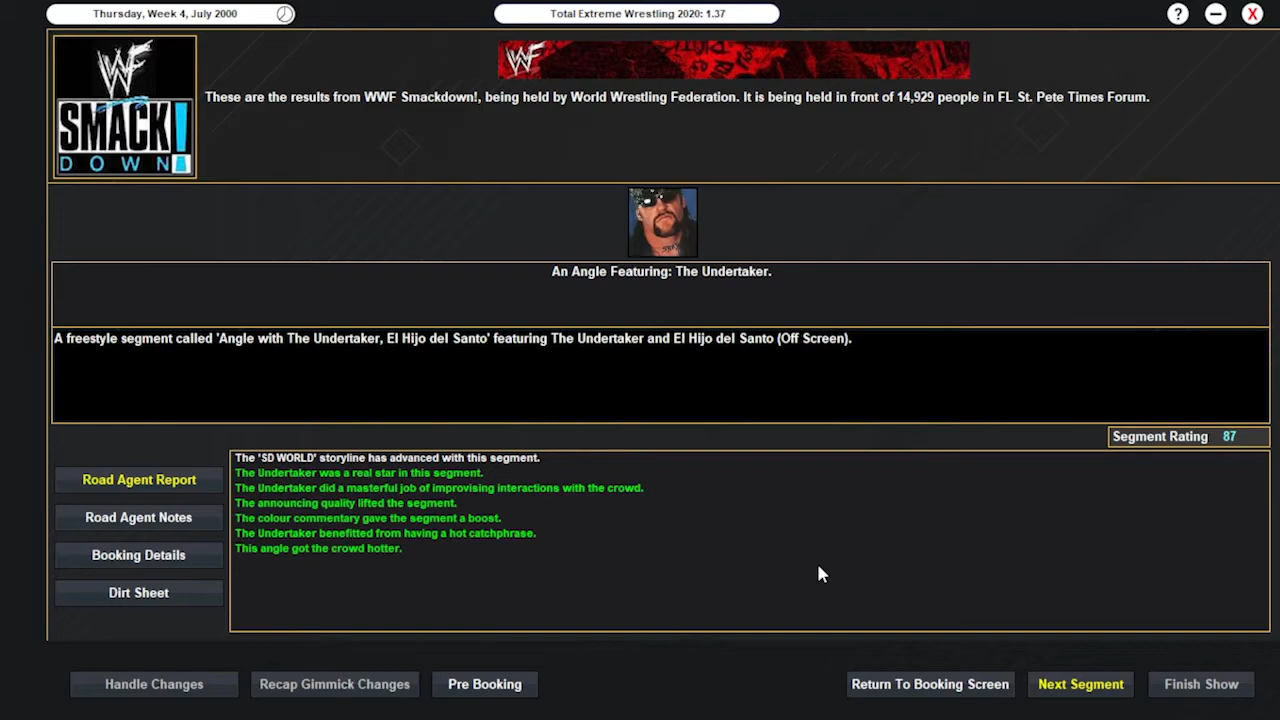 Thursday, Week 4, July 2000
Total Extreme Wrestling 2020: 1.37
?
X
WF
SMACK!
DOWN
WF
These are the results from WWF Smackdown!, being held by World Wrestling Federation. It is being held in front of 14,929 people in FL St. Pete Times Forum.
An Angle Featuring: The Undertaker.
A freestyle segment called 'Angle with The Undertaker, El Hijo del Santo' featuring The Undertaker and El Hijo del Santo (Off Screen).
Segment Rating 87
Road Agent Report
Road Agent Notes
Booking Details
Dirt Sheet
The 'SD WORLD' storyline has advanced with this segment.
The Undertaker was a real star in this segment.
The Undertaker did a masterful job of improvising interactions with the crowd.
The announcing quality lifted the segment.
The colour commentary gave the segment a boost.
The Undertaker benefitted from having a hot catchphrase.
This angle got the crowd hotter.
Handle Changes
Recap Gimmick Changes
Pre Booking
Return To Booking Screen
Next Segment
Finish Show